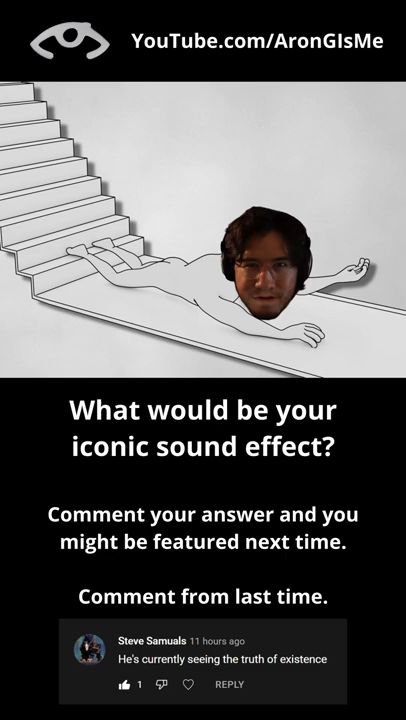 YouTube.com/AronGIsMe
What would be your
iconic sound effect?
Comment your answer and you
might be featured next time.
Comment from last time.
Steve Samuals 11 hours ago
He's currently seeing the truth of existence
1 REPLY